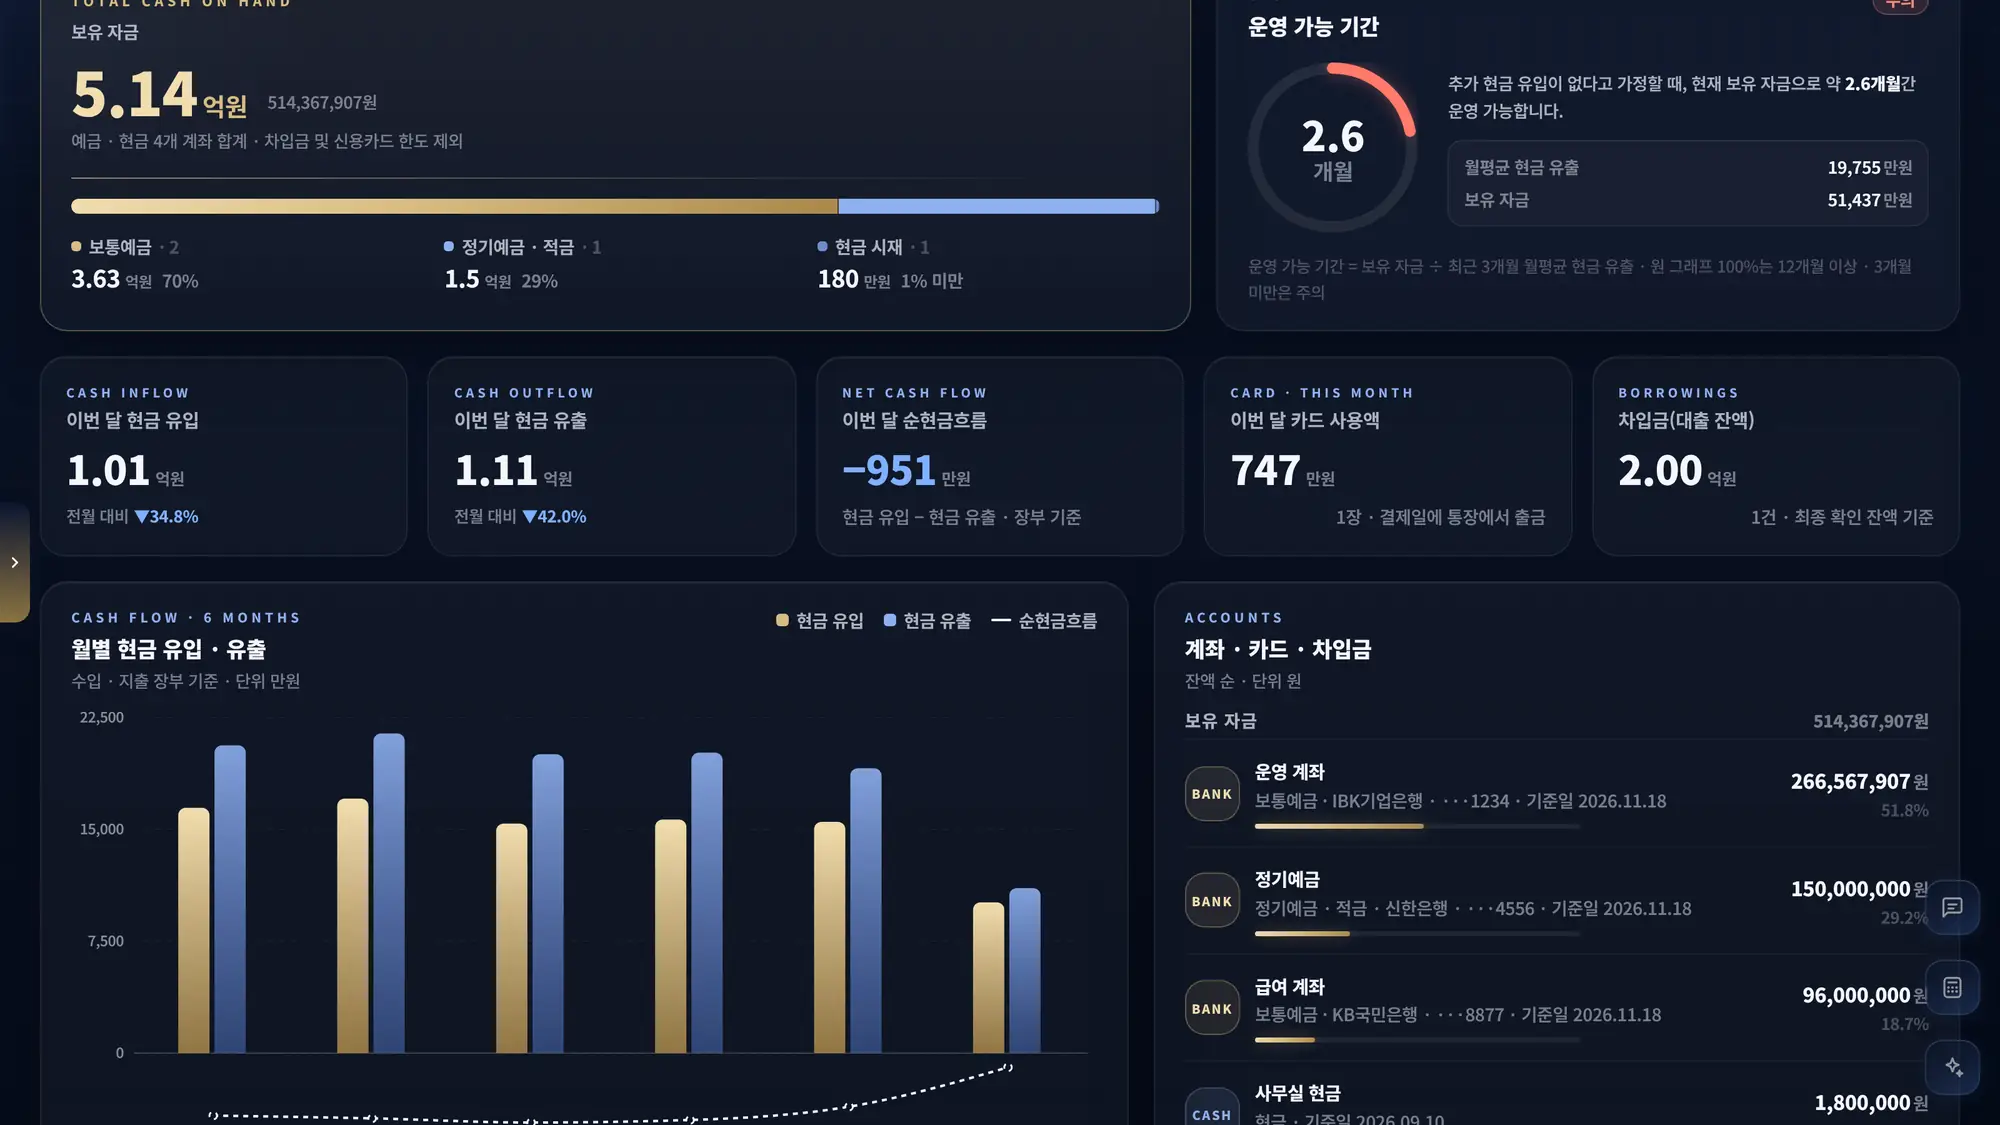 TOTAL CASH ON HAND
보유 자금
5.14 억원 514,367,907원
예금 · 현금 4개 계좌 합계 · 차입금 및 신용카드 한도 제외
보통예금 · 2
3.63 억원 70%
정기예금 · 적금 · 1
1.5 억원 29%
현금 시재 · 1
180 만원 1% 미만
주의
운영 가능 기간
2.6
개월
추가 현금 유입이 없다고 가정할 때, 현재 보유 자금으로 약 2.6개월간
운영 가능합니다.
월평균 현금 유출 19,755 만원
보유 자금 51,437 만원
운영 가능 기간 = 보유 자금 ÷ 최근 3개월 월평균 현금 유출 · 원 그래프 100%는 12개월 이상 · 3개월
미만은 주의
CASH INFLOW
이번 달 현금 유입
1.01 억원
전월 대비 ▼34.8%
CASH OUTFLOW
이번 달 현금 유출
1.11 억원
전월 대비 ▼42.0%
NET CASH FLOW
이번 달 순현금흐름
−951 만원
현금 유입 − 현금 유출 · 장부 기준
CARD · THIS MONTH
이번 달 카드 사용액
747 만원
1장 · 결제일에 통장에서 출금
BORROWINGS
차입금(대출 잔액)
2.00 억원
1건 · 최종 확인 잔액 기준
CASH FLOW · 6 MONTHS
월별 현금 유입 · 유출
수입 · 지출 장부 기준 · 단위 만원
현금 유입 현금 유출 순현금흐름
22,500
15,000
7,500
0
ACCOUNTS
계좌 · 카드 · 차입금
잔액 순 · 단위 원
보유 자금 514,367,907원
BANK
운영 계좌
보통예금 · IBK기업은행 · ····1234 · 기준일 2026.11.18
266,567,907 원
51.8%
BANK
정기예금
정기예금 · 적금 · 신한은행 · ····4556 · 기준일 2026.11.18
150,000,000 원
29.2%
BANK
급여 계좌
보통예금 · KB국민은행 · ····8877 · 기준일 2026.11.18
96,000,000 원
18.7%
CASH
사무실 현금
현금 · 기준일 2026.09.10
1,800,000 원